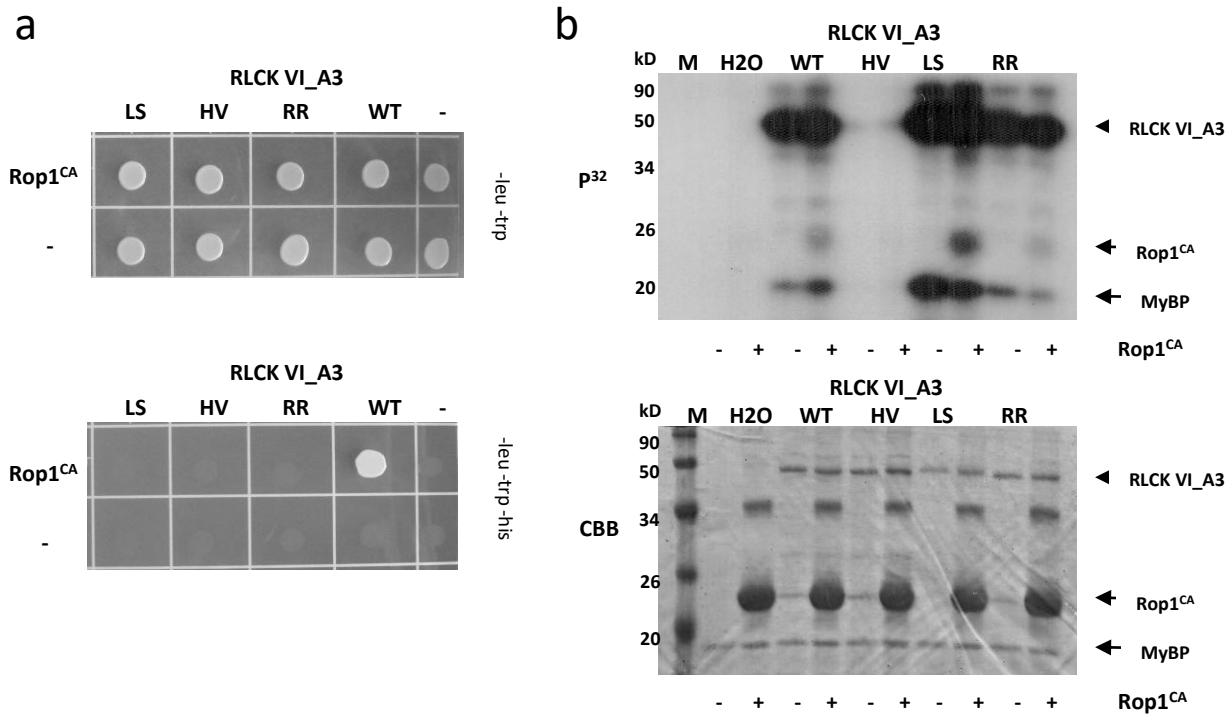 a
RLCK VI_A3
LS HV RR WT -
Rop1CA
-
-leu -trp
RLCK VI_A3
LS HV RR WT -
Rop1CA
-
-leu -trp -his
b
RLCK VI_A3
kD M H2O WT HV LS RR
90
50
34
26
20
P32
RLCK VI_A3
Rop1CA
MyBP
- + - + - + - + - + Rop1CA
RLCK VI_A3
kD M H2O WT HV LS RR
90
50
34
26
20
CBB
RLCK VI_A3
Rop1CA
MyBP
- + - + - + - + - + Rop1CA